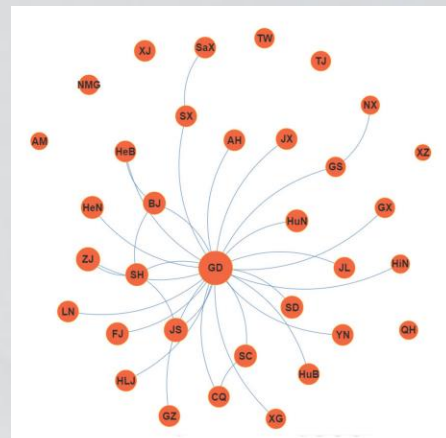 TW
SaX
XJ
TJ
NMG
NX
SX
AM
AH
JX
HeB
XZ
GS
BJ
HeN
GX
HuN
ZJ
SH
GD
JL
HiN
SD
LN
FJ
JS
YN
QH
SC
HLJ
HuB
CQ
GZ
XG